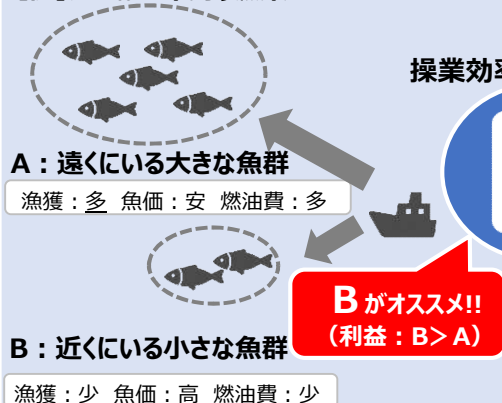 操業効率
A：遠くにいる大きな魚群
漁獲：多 魚価：安 燃油費：多
B がオススメ!!
（利益：B＞A）
B：近くにいる小さな魚群
漁獲：少 魚価：高 燃油費：少